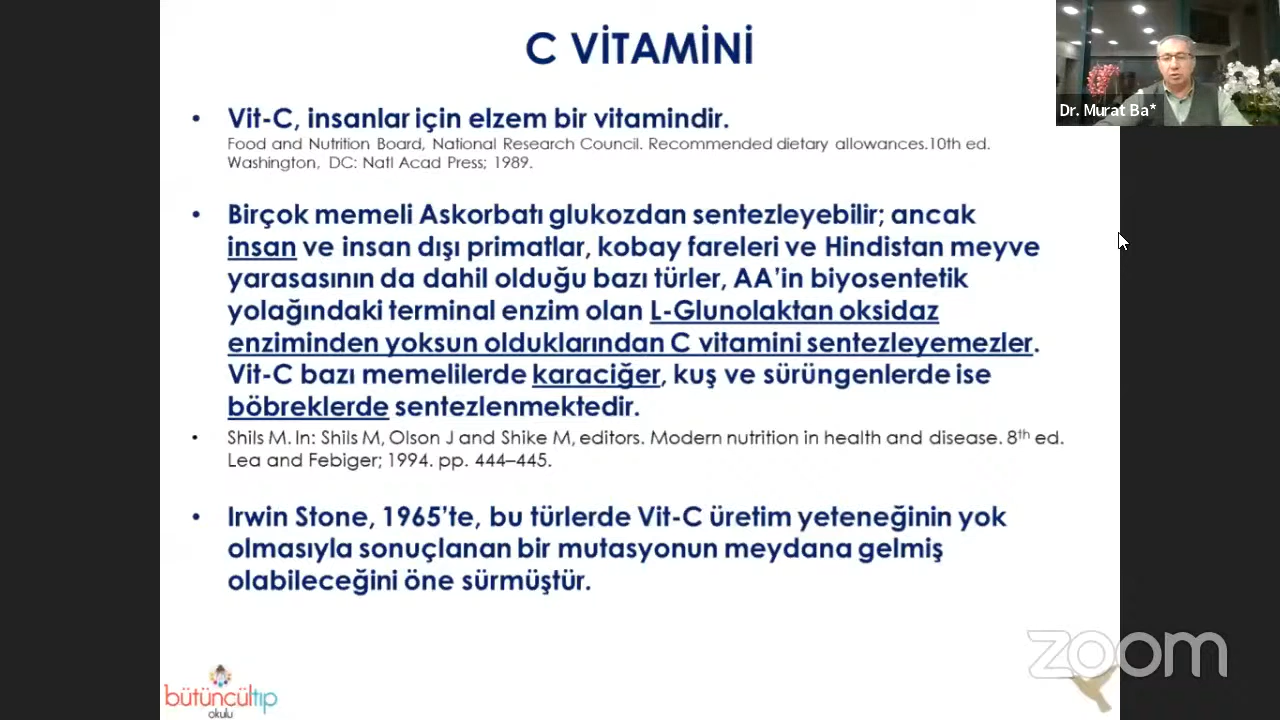 C VİTAMİNİ
Dr. Murat Ba*
• Vit-C, insanlar için elzem bir vitamindir.
Food and Nutrition Board, National Research Council. Recommended dietary allowances.10th ed.
Washington, DC: Natl Acad Press; 1989.
• Birçok memeli Askorbatı glukozdan sentezleyebilir; ancak
insan ve insan dışı primatlar, kobay fareleri ve Hindistan meyve
yarasasının da dahil olduğu bazı türler, AA’in biyosentetik
yolağındaki terminal enzim olan L-Glunolaktan oksidaz
enziminden yoksun olduklarından C vitamini sentezleyemezler.
Vit-C bazı memelilerde karaciğer, kuş ve sürüngenlerde ise
böbreklerde sentezlenmektedir.
• Shils M. In: Shils M, Olson J and Shike M, editors. Modern nutrition in health and disease. 8th ed.
Lea and Febiger; 1994. pp. 444–445.
• Irwin Stone, 1965’te, bu türlerde Vit-C üretim yeteneğinin yok
olmasıyla sonuçlanan bir mutasyonun meydana gelmiş
olabileceğini öne sürmüştür.
zoom
bütüncültıp
okulu